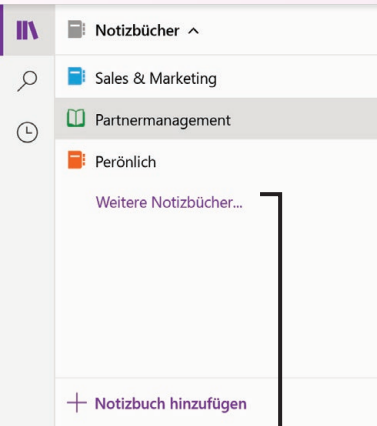 Notizbücher
Sales & Marketing
Partnermanagement
Perönlich
Weitere Notizbücher...
Notizbuch hinzufügen